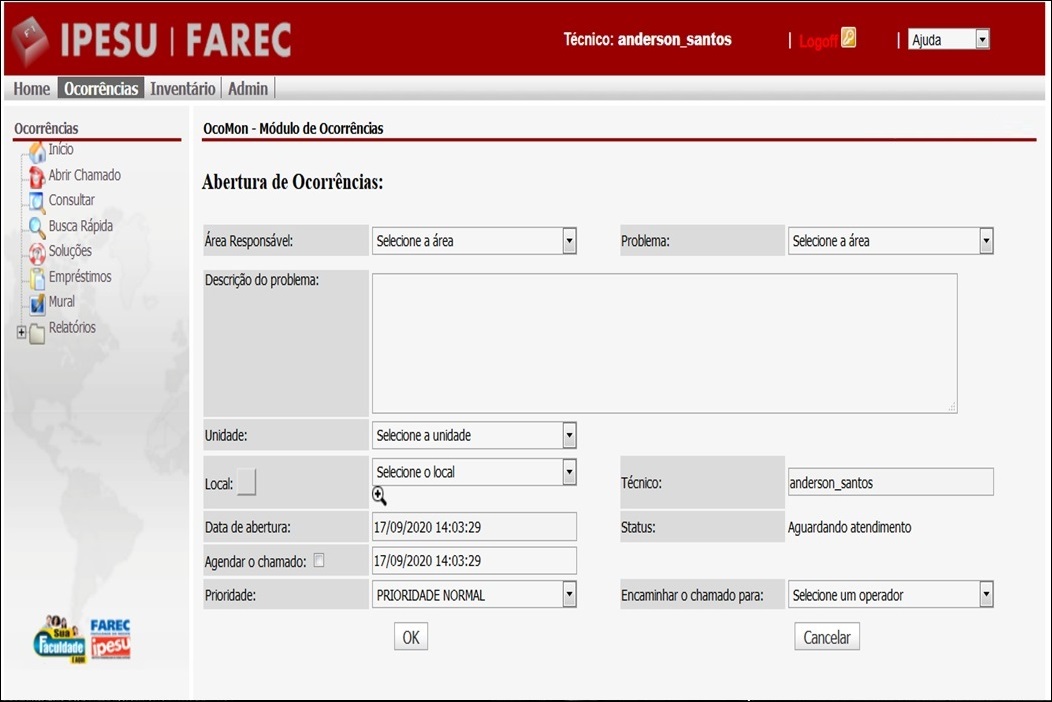 IPESU | FAREC
Técnico: anderson_santos | Logoff | Ajuda
Home Ocorrências Inventário Admin
Ocorrências
Início
Abrir Chamado
Consultar
Busca Rápida
Soluções
Empréstimos
Mural
Relatórios
OcoMon - Módulo de Ocorrências
Abertura de Ocorrências:
Área Responsável: Selecione a área Problema: Selecione a área
Descrição do problema:
Unidade: Selecione a unidade
Local: Selecione o local Técnico: anderson_santos
Data de abertura: 17/09/2020 14:03:29 Status: Aguardando atendimento
Agendar o chamado: 17/09/2020 14:03:29
Prioridade: PRIORIDADE NORMAL Encaminhar o chamado para: Selecione um operador
OK Cancelar
Sua
Faculdade
FAREC
ipesu